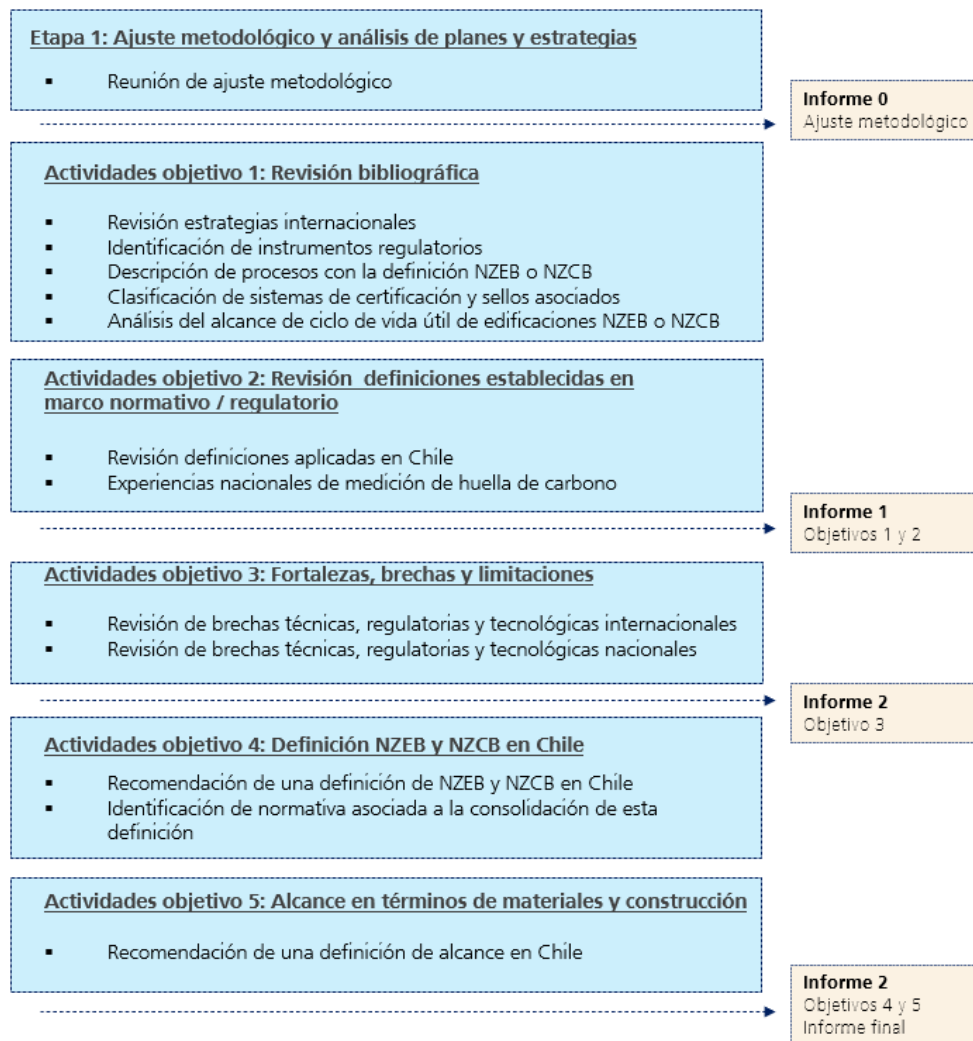 Etapa 1: Ajuste metodológico y análisis de planes y estrategias
▪ Reunión de ajuste metodológico
Informe 0
Ajuste metodológico
Actividades objetivo 1: Revisión bibliográfica
▪ Revisión estrategias internacionales
▪ Identificación de instrumentos regulatorios
▪ Descripción de procesos con la definición NZEB o NZCB
▪ Clasificación de sistemas de certificación y sellos asociados
▪ Análisis del alcance de ciclo de vida útil de edificaciones NZEB o NZCB
Actividades objetivo 2: Revisión definiciones establecidas en
marco normativo / regulatorio
▪ Revisión definiciones aplicadas en Chile
▪ Experiencias nacionales de medición de huella de carbono
Informe 1
Objetivos 1 y 2
Actividades objetivo 3: Fortalezas, brechas y limitaciones
▪ Revisión de brechas técnicas, regulatorias y tecnológicas internacionales
▪ Revisión de brechas técnicas, regulatorias y tecnológicas nacionales
Informe 2
Objetivo 3
Actividades objetivo 4: Definición NZEB y NZCB en Chile
▪ Recomendación de una definición de NZEB y NZCB en Chile
▪ Identificación de normativa asociada a la consolidación de esta
definición
Actividades objetivo 5: Alcance en términos de materiales y construcción
▪ Recomendación de una definición de alcance en Chile
Informe 2
Objetivos 4 y 5
Informe final